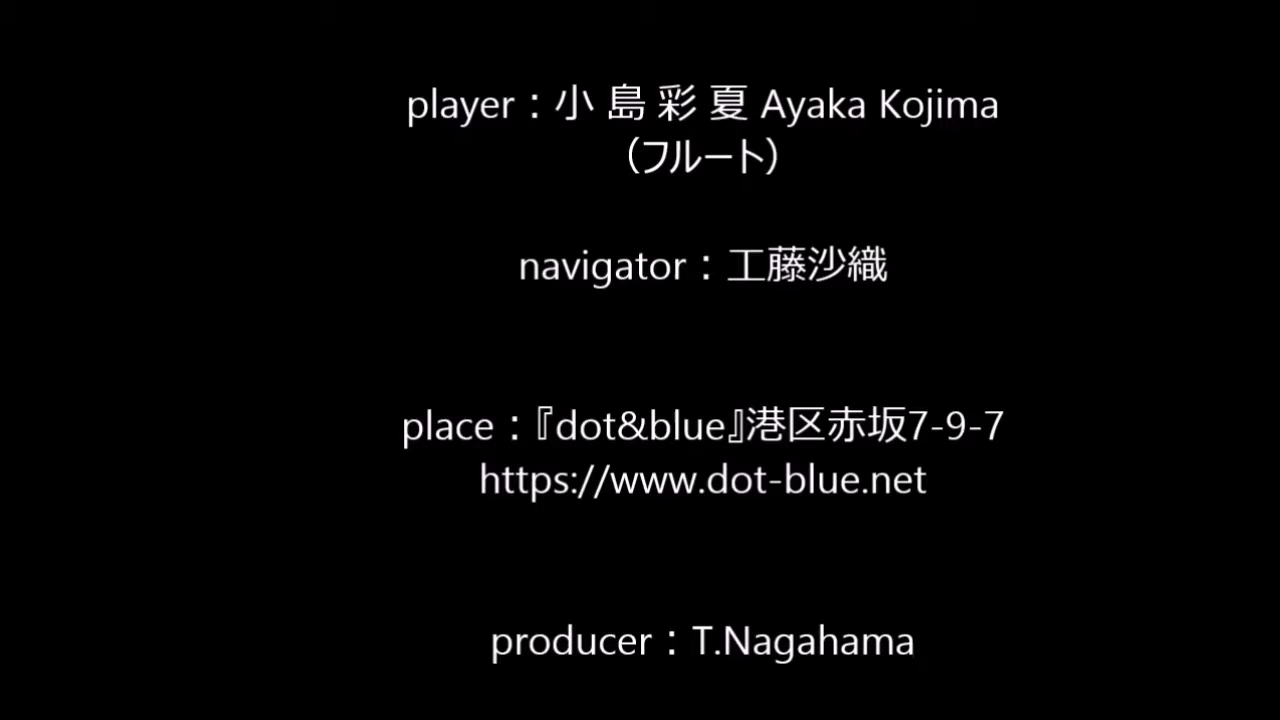 player：小 島 彩 夏 Ayaka Kojima
（フルート）
navigator：工藤沙織
place：『dot&blue』港区赤坂7-9-7
https://www.dot-blue.net
producer：T.Nagahama